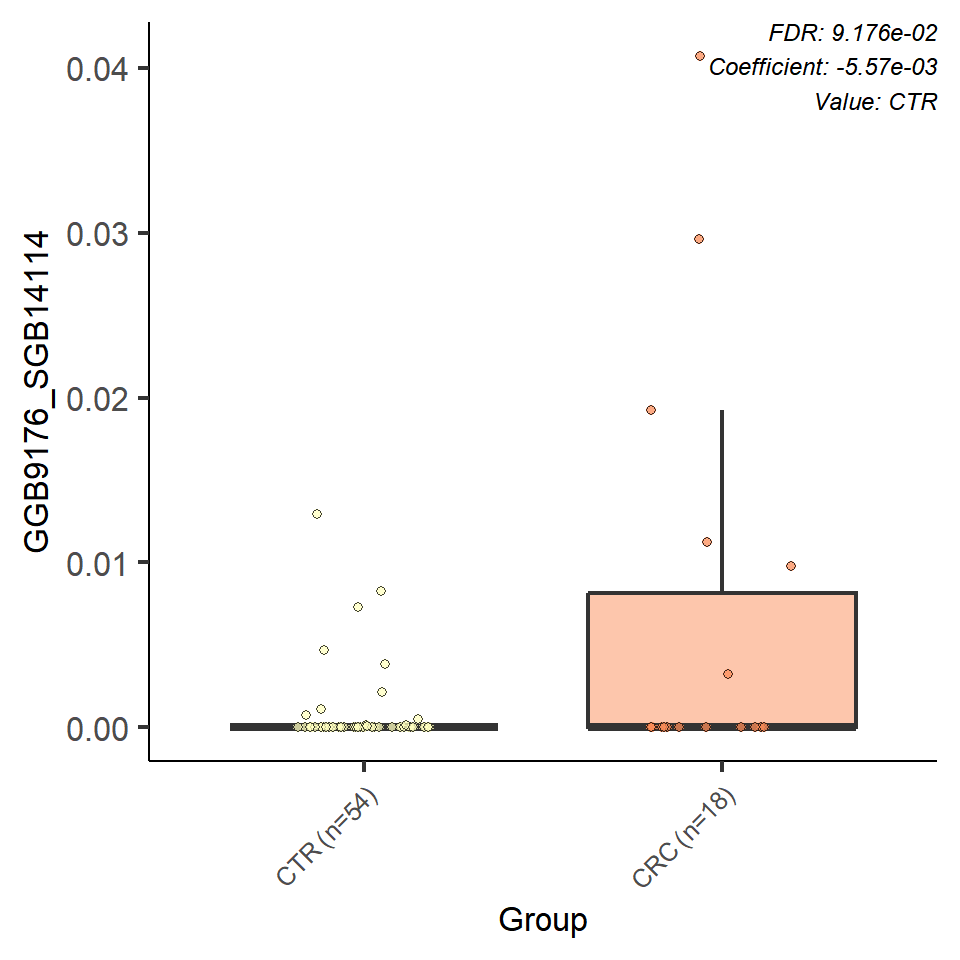 FDR: 9.176e-02
Coefficient: -5.57e-03
Value: CTR
GGB9176_SGB14114
0.04
0.03
0.02
0.01
0.00
CTR (n=54)
CRC (n=18)
Group